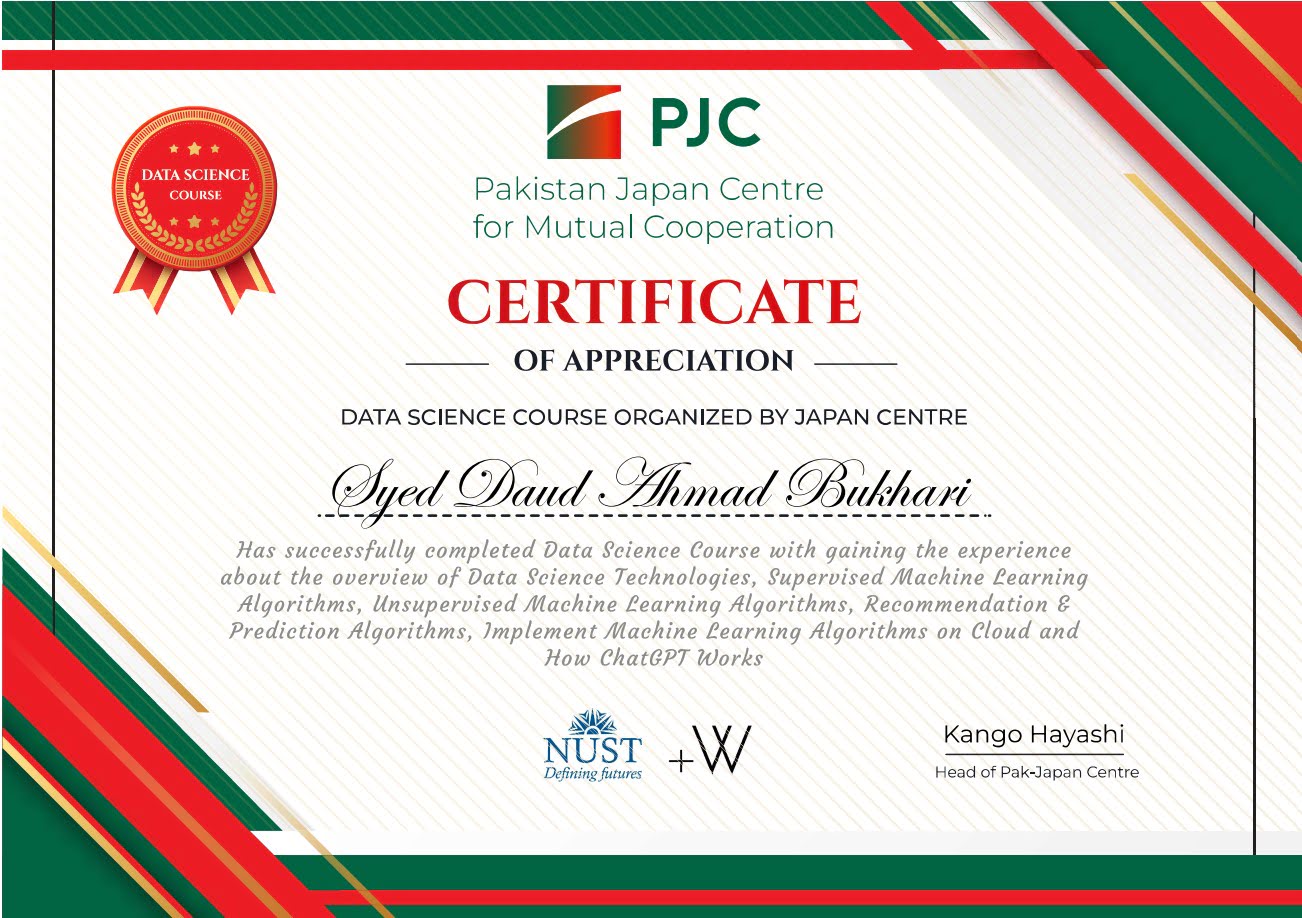 DATA SCIENCE
COURSE
PJC
Pakistan Japan Centre
for Mutual Cooperation
CERTIFICATE
OF APPRECIATION
DATA SCIENCE COURSE ORGANIZED BY JAPAN CENTRE
Syed Daud Ahmad Bukhari
Has successfully completed Data Science Course with gaining the experience
about the overview of Data Science Technologies, Supervised Machine Learning
Algorithms, Unsupervised Machine Learning Algorithms, Recommendation &
Prediction Algorithms, Implement Machine Learning Algorithms on Cloud and
How ChatGPT Works
NUST
Defining futures
+W
Kango Hayashi
Head of Pak-Japan Centre